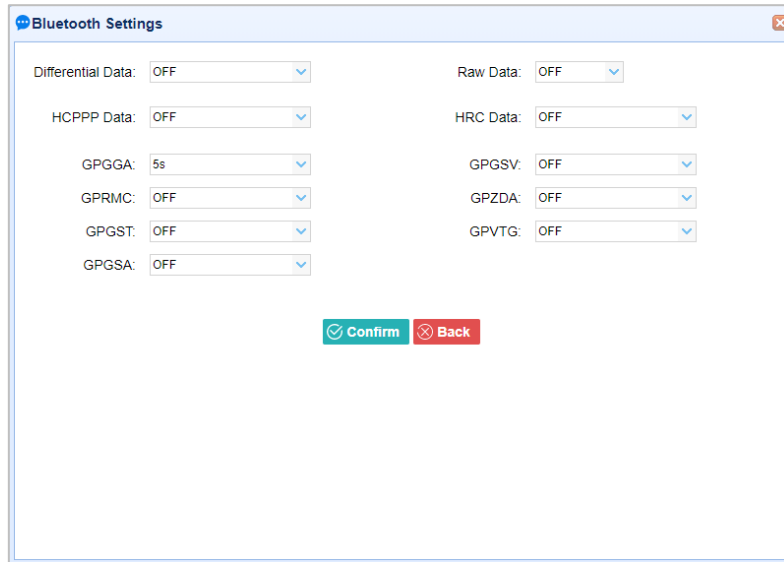 Bluetooth Settings
Differential Data: OFF Raw Data: OFF
HCPPP Data: OFF HRC Data: OFF
GPGGA: 5s GPGSV: OFF
GPRMC: OFF GPZDA: OFF
GPGST: OFF GPVTG: OFF
GPGSA: OFF
Confirm Back